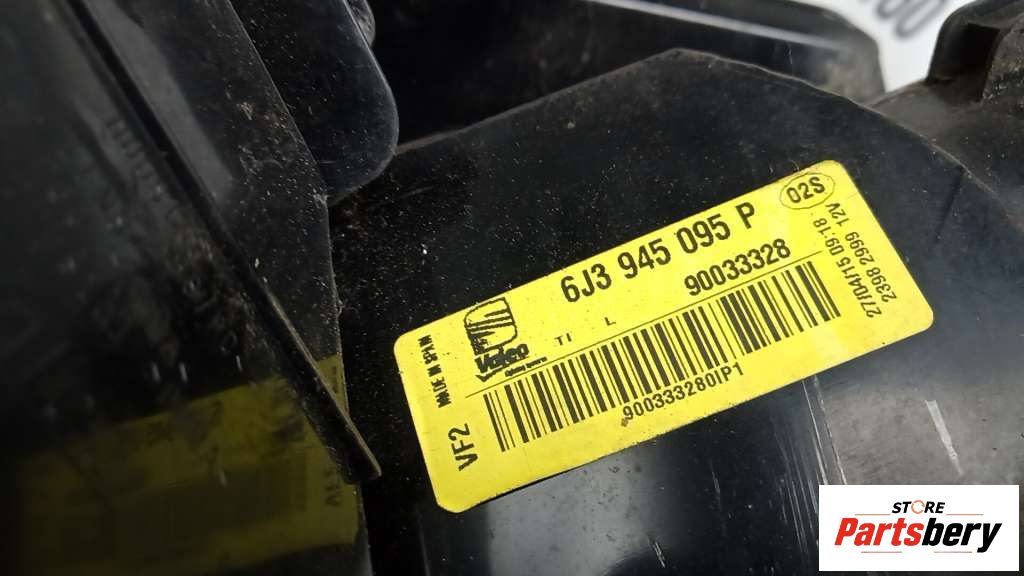 6J3 945 095 P
02S
90033328
27/04/15 09:18
2398 2999 12V
Valeo
TI L
MADE IN SPAIN
VF2
900333280IP1
STORE
Partsbery